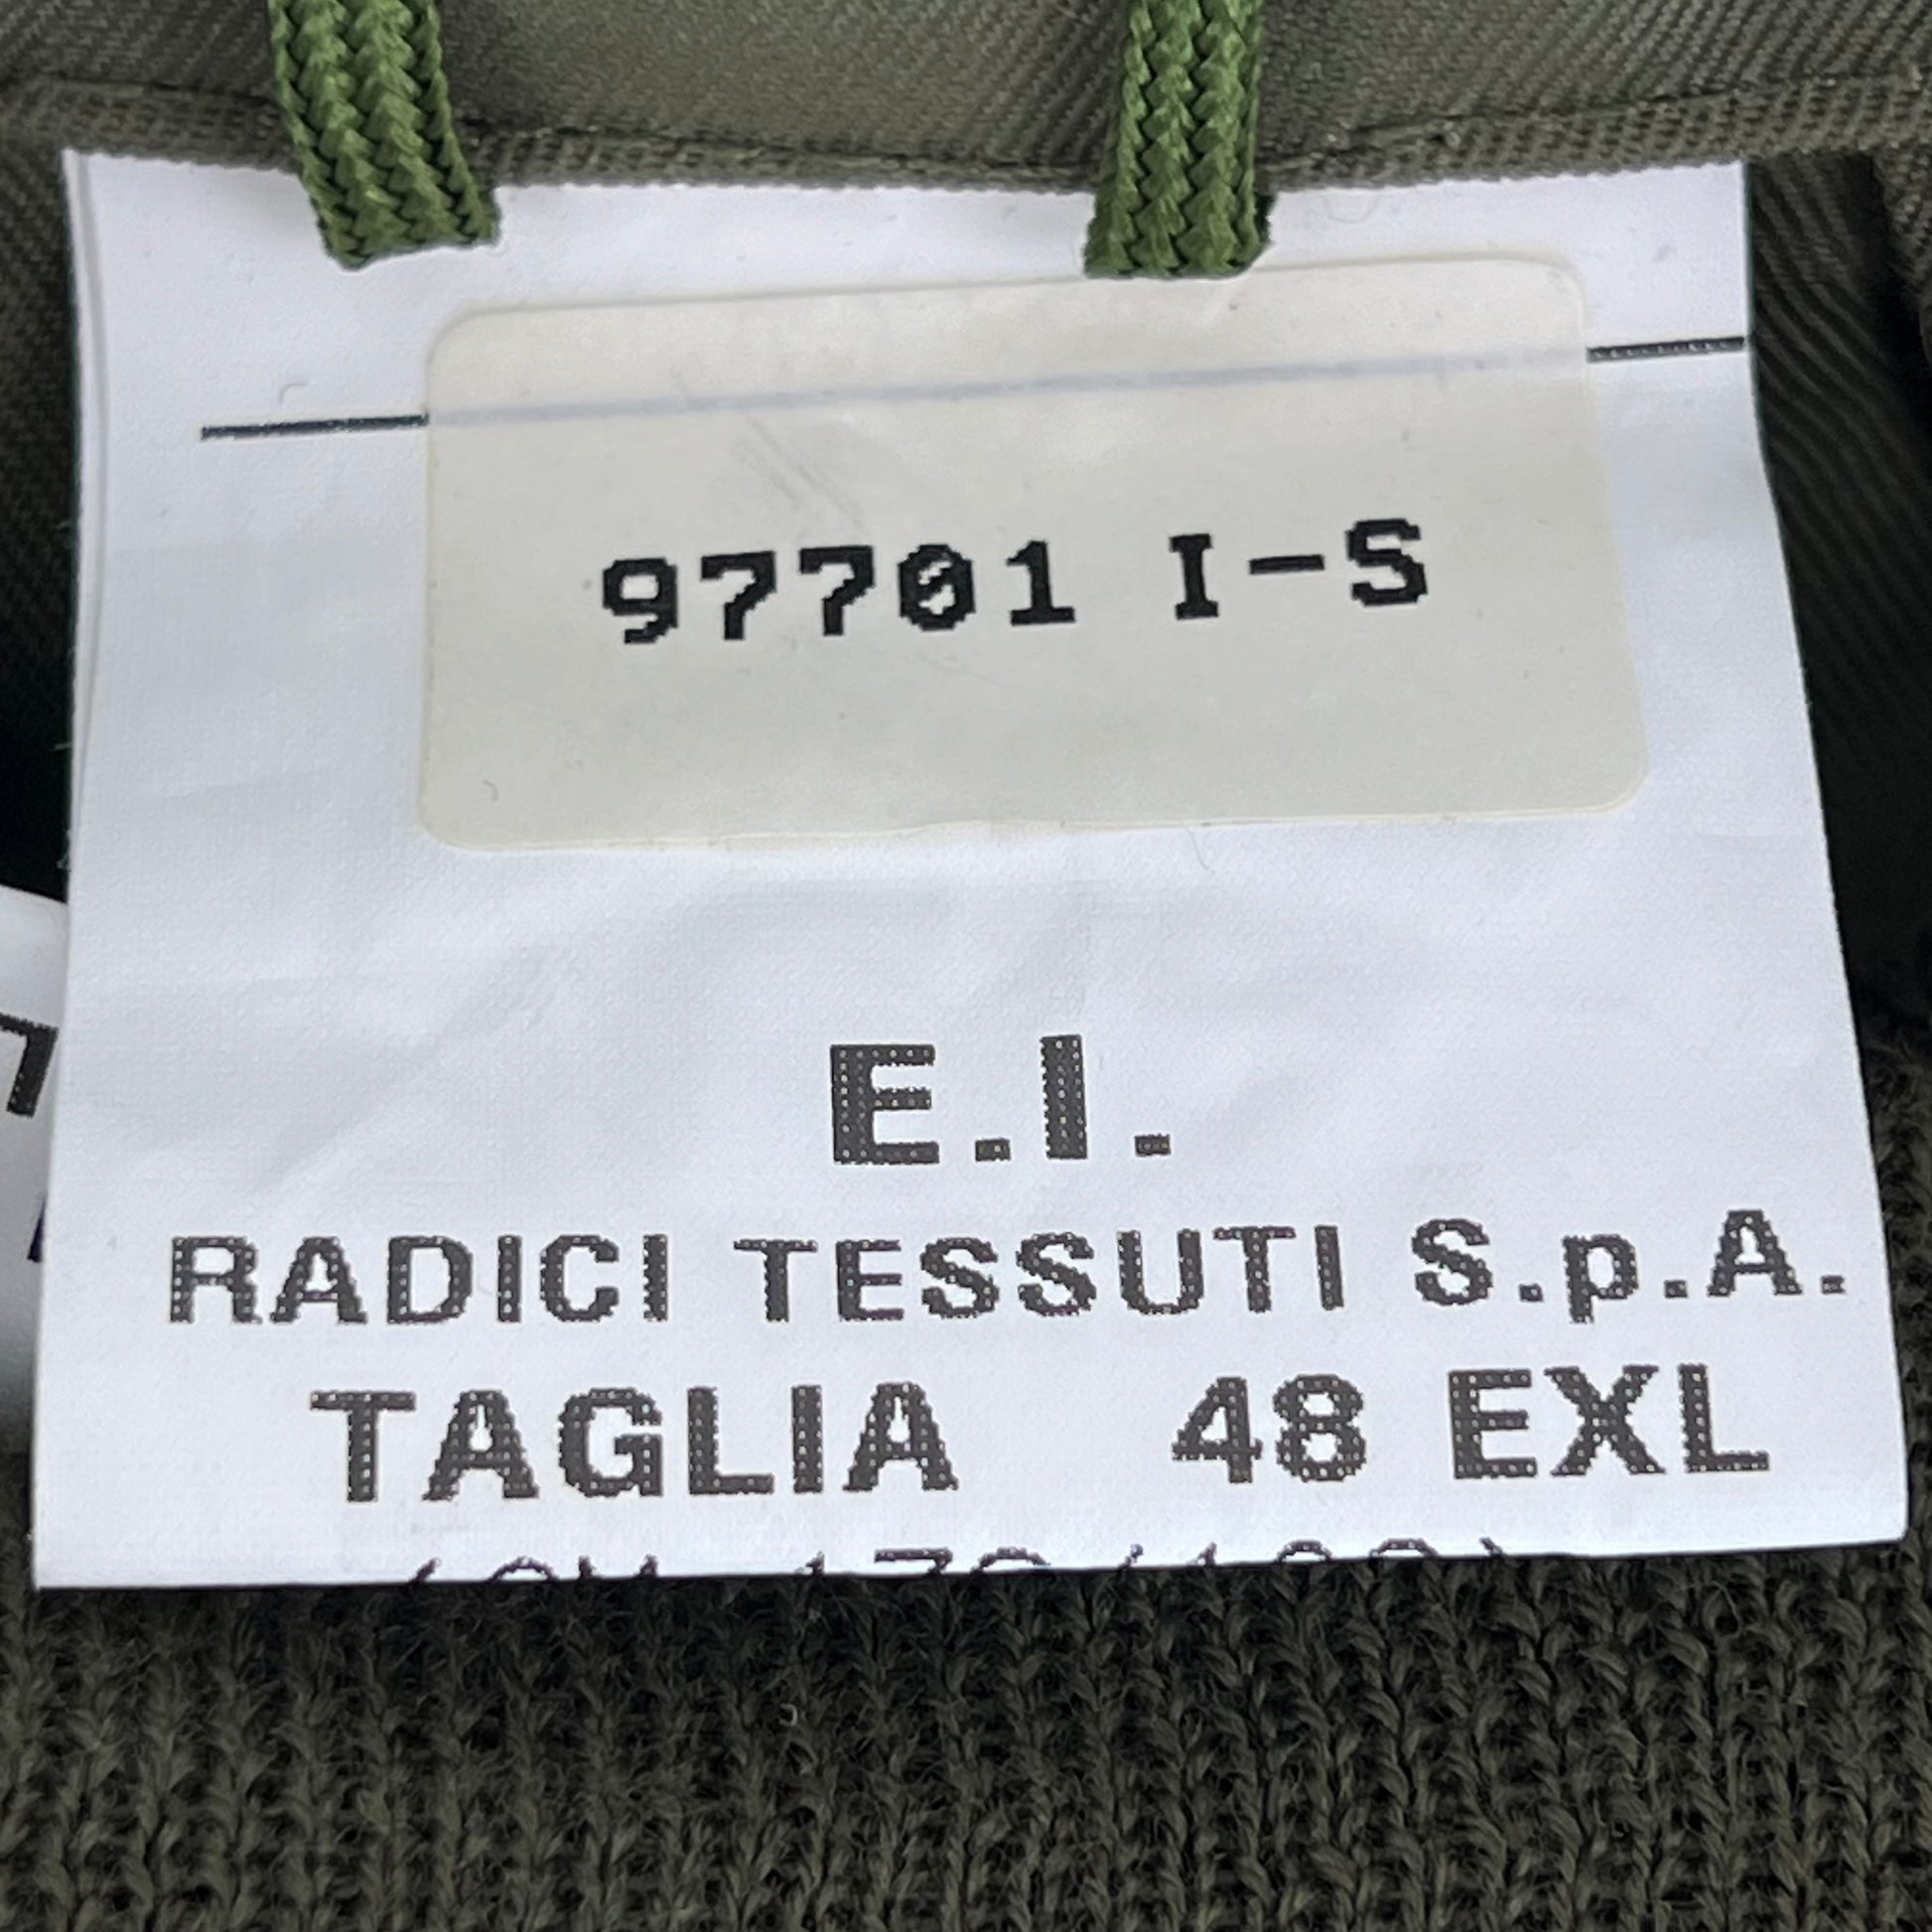 97701 I-S
E.I.
RADICI TESSUTI S.p.A.
TAGLIA 48 EXL